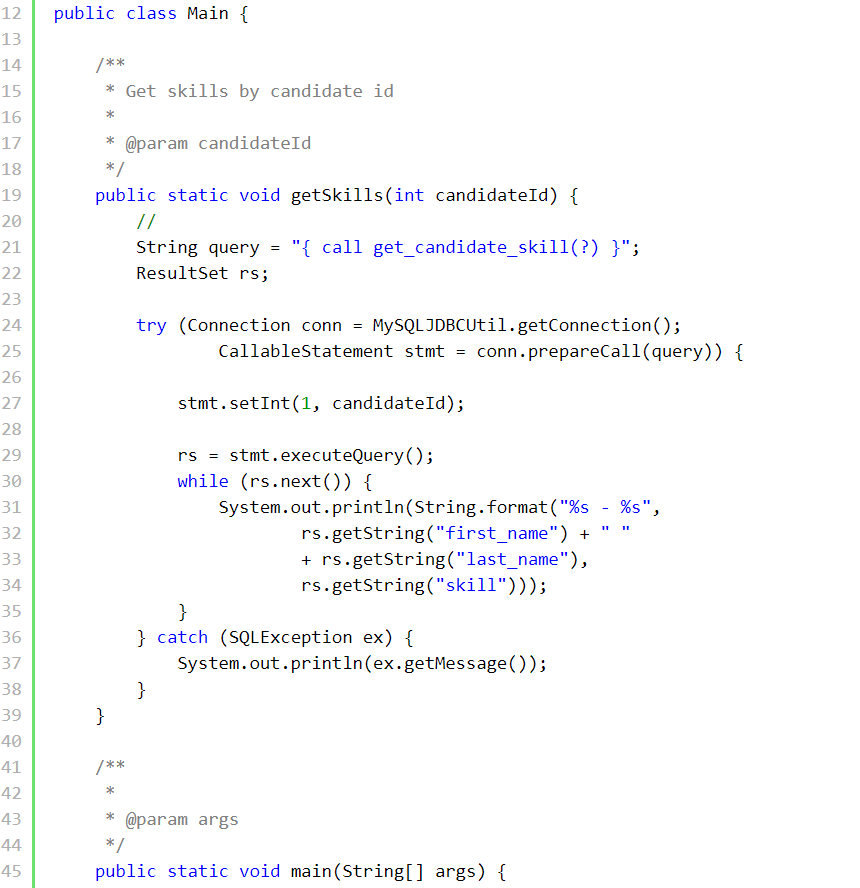 12 public class Main {
13
14     /**
15      * Get skills by candidate id
16      *
17      * @param candidateId
18      */
19     public static void getSkills(int candidateId) {
20         //
21         String query = "{ call get_candidate_skill(?) }";
22         ResultSet rs;
23
24         try (Connection conn = MySQLJDBCUtil.getConnection();
25                 CallableStatement stmt = conn.prepareCall(query)) {
26
27             stmt.setInt(1, candidateId);
28
29             rs = stmt.executeQuery();
30             while (rs.next()) {
31                 System.out.println(String.format("%s - %s",
32                         rs.getString("first_name") + " "
33                         + rs.getString("last_name"),
34                         rs.getString("skill")));
35             }
36         } catch (SQLException ex) {
37             System.out.println(ex.getMessage());
38         }
39     }
40
41     /**
42      *
43      * @param args
44      */
45     public static void main(String[] args) {